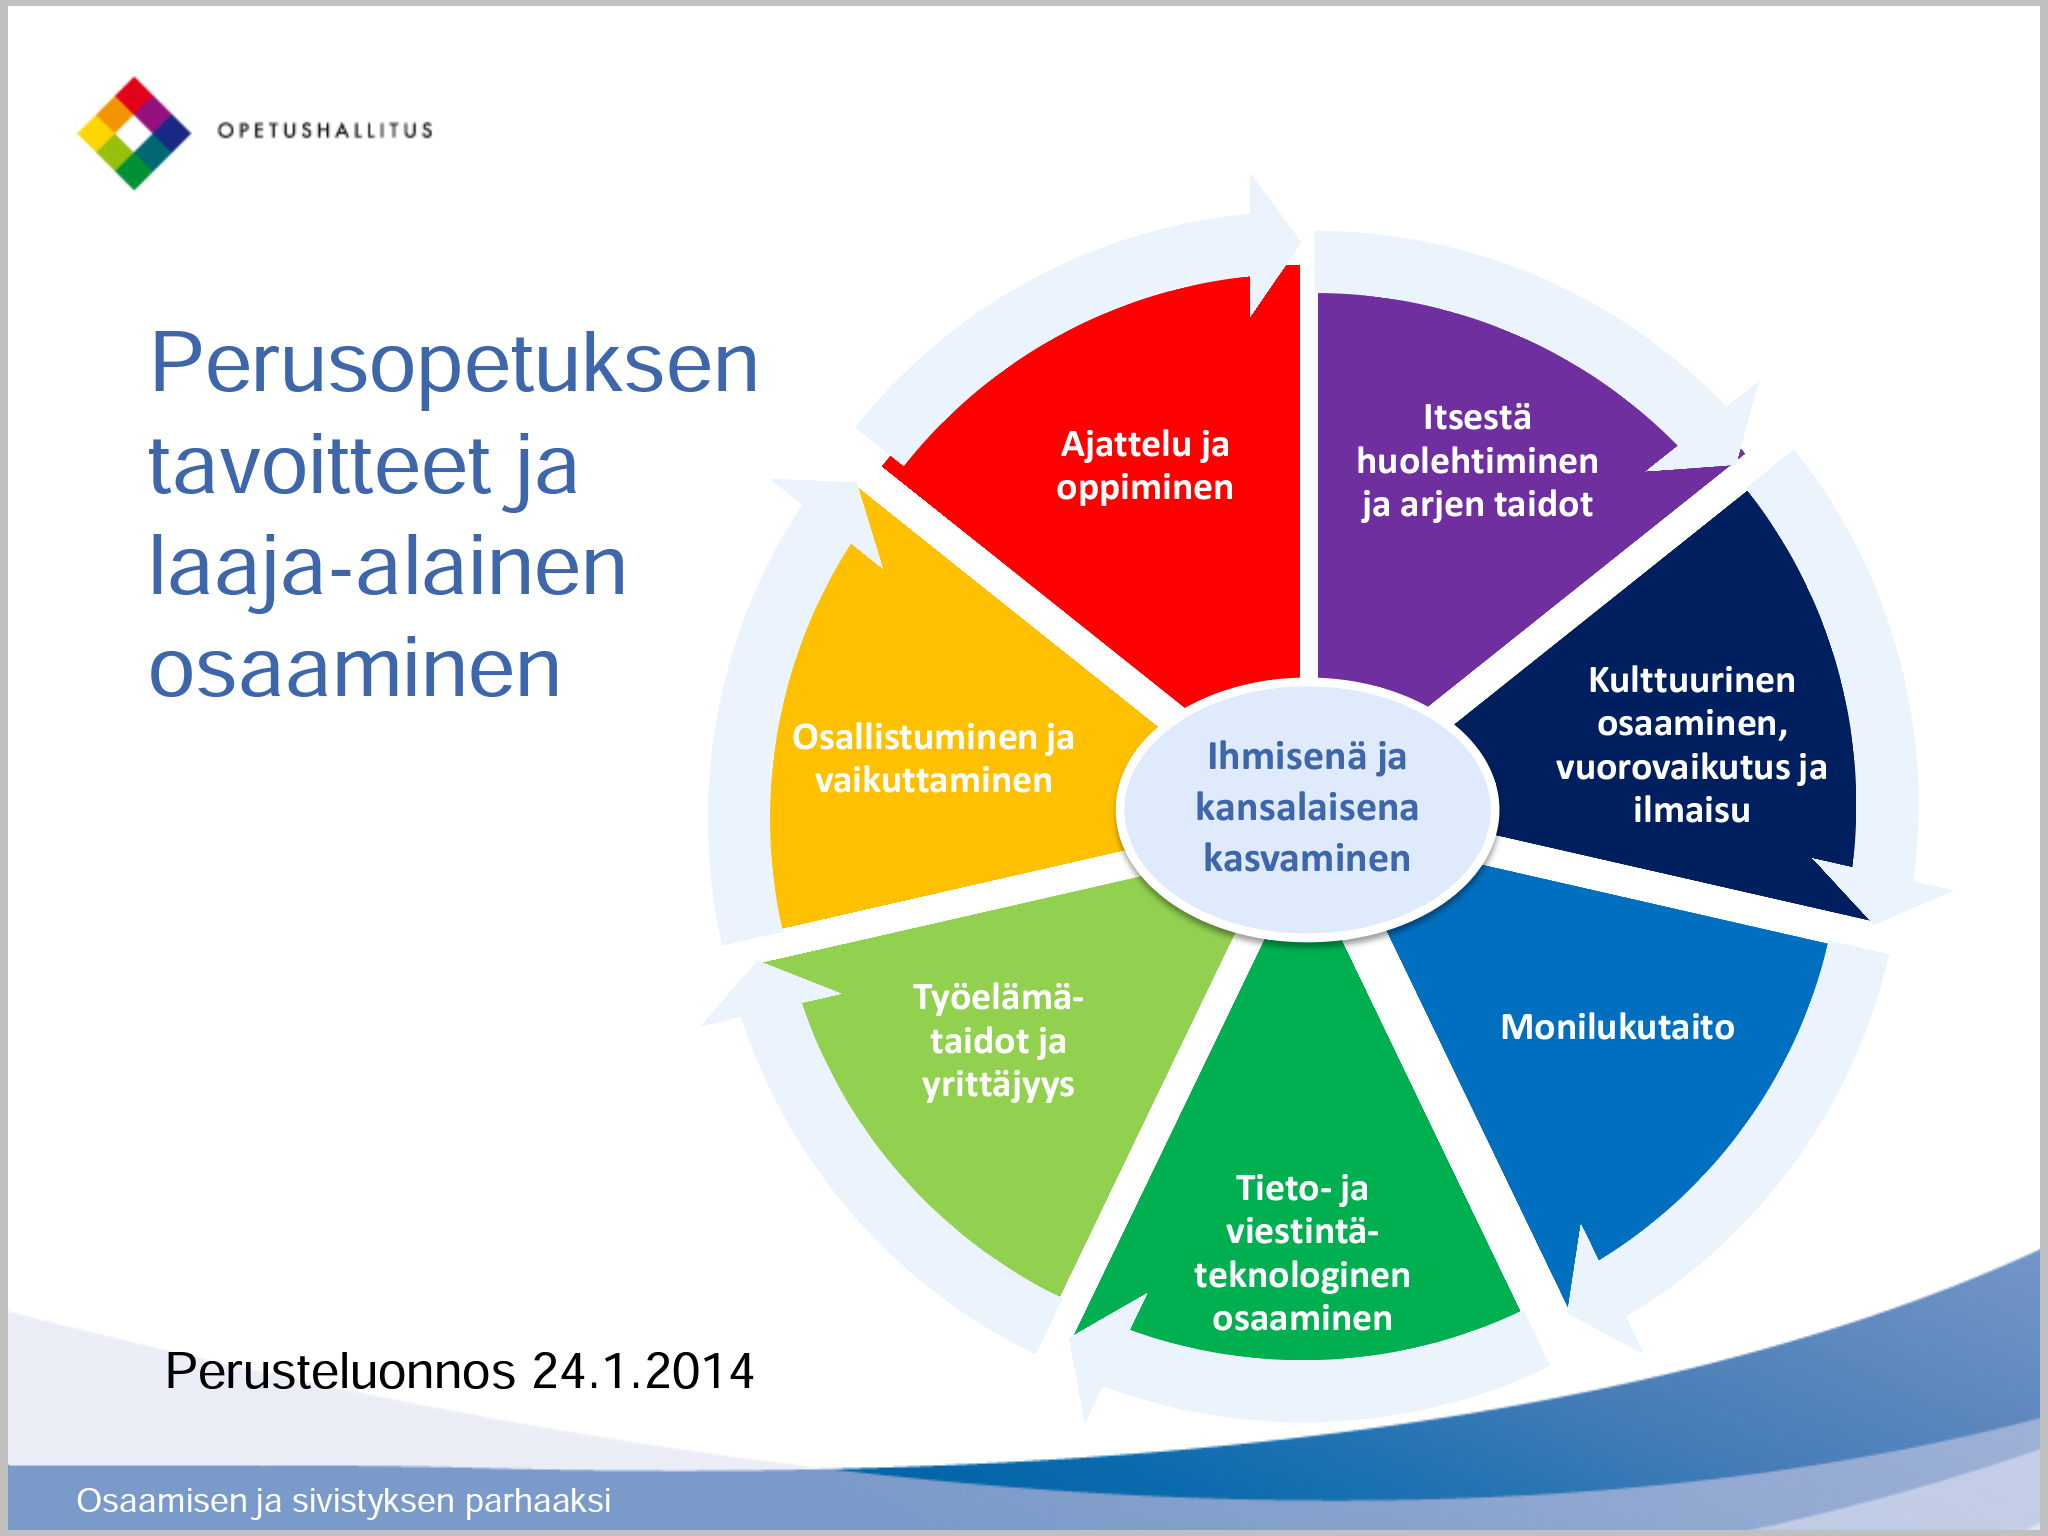 OPETUSHALLITUS
Perusopetuksen
tavoitteet ja
laaja-alainen
osaaminen
Ajattelu ja
oppiminen
Itsestä
huolehtiminen
ja arjen taidot
Kulttuurinen
osaaminen,
vuorovaikutus ja
ilmaisu
Monilukutaito
Tieto- ja
viestintä-
teknologinen
osaaminen
Työelämä-
taidot ja
yrittäjyys
Osallistuminen ja
vaikuttaminen
Ihmisenä ja
kansalaisena
kasvaminen
Perusteluonnos 24.1.2014
Osaamisen ja sivistyksen parhaaksi